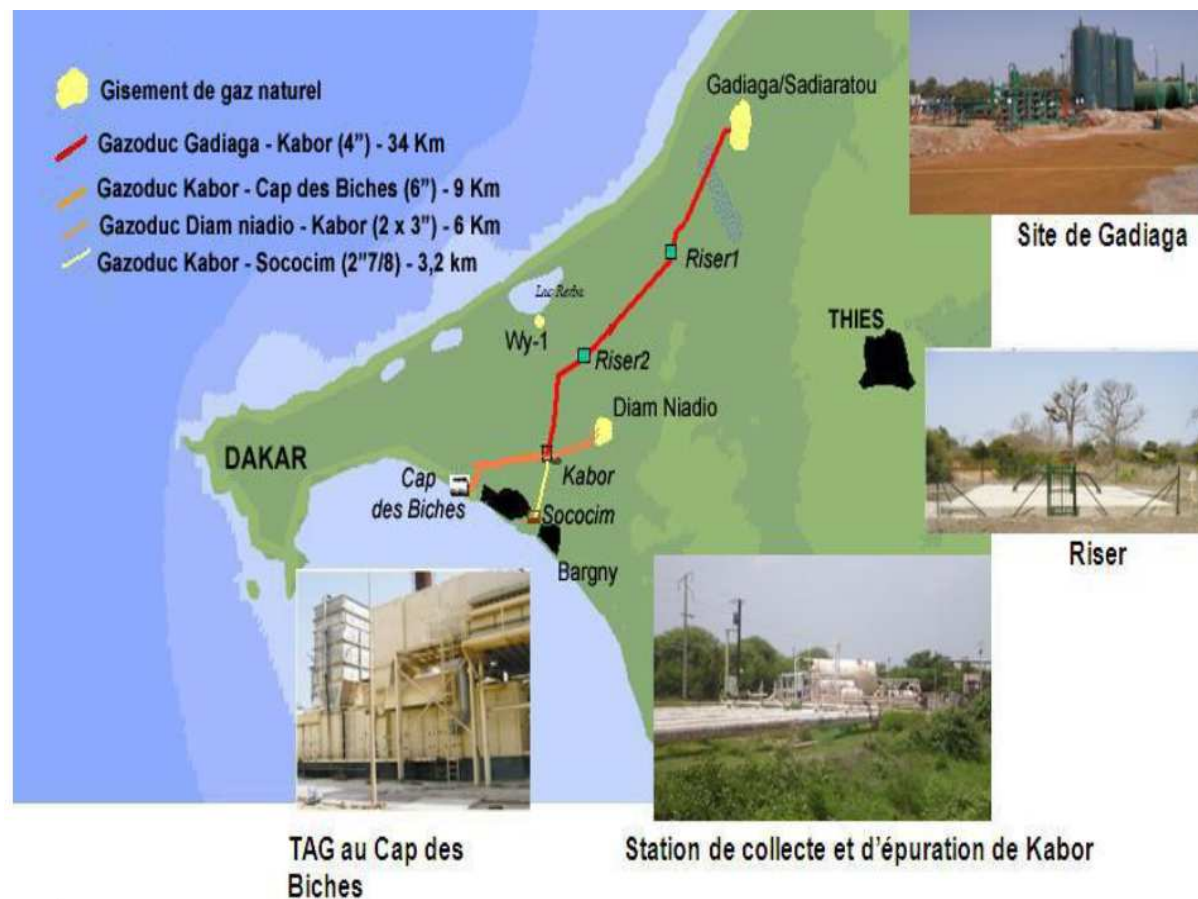 Gisement de gaz naturel
Gazoduc Gadiaga - Kabor (4") - 34 Km
Gazoduc Kabor - Cap des Biches (6") - 9 Km
Gazoduc Diam niadio - Kabor (2 x 3") - 6 Km
Gazoduc Kabor - Sococim (2"7/8) - 3,2 km
Gadiaga/Sadiaratou
Site de Gadiaga
Riser1
Wy-1
Riser2
THIES
Diam Niadio
DAKAR
Cap
des Biches
Kabor
Sococim
Bargny
Riser
TAG au Cap des
Biches
Station de collecte et d'épuration de Kabor